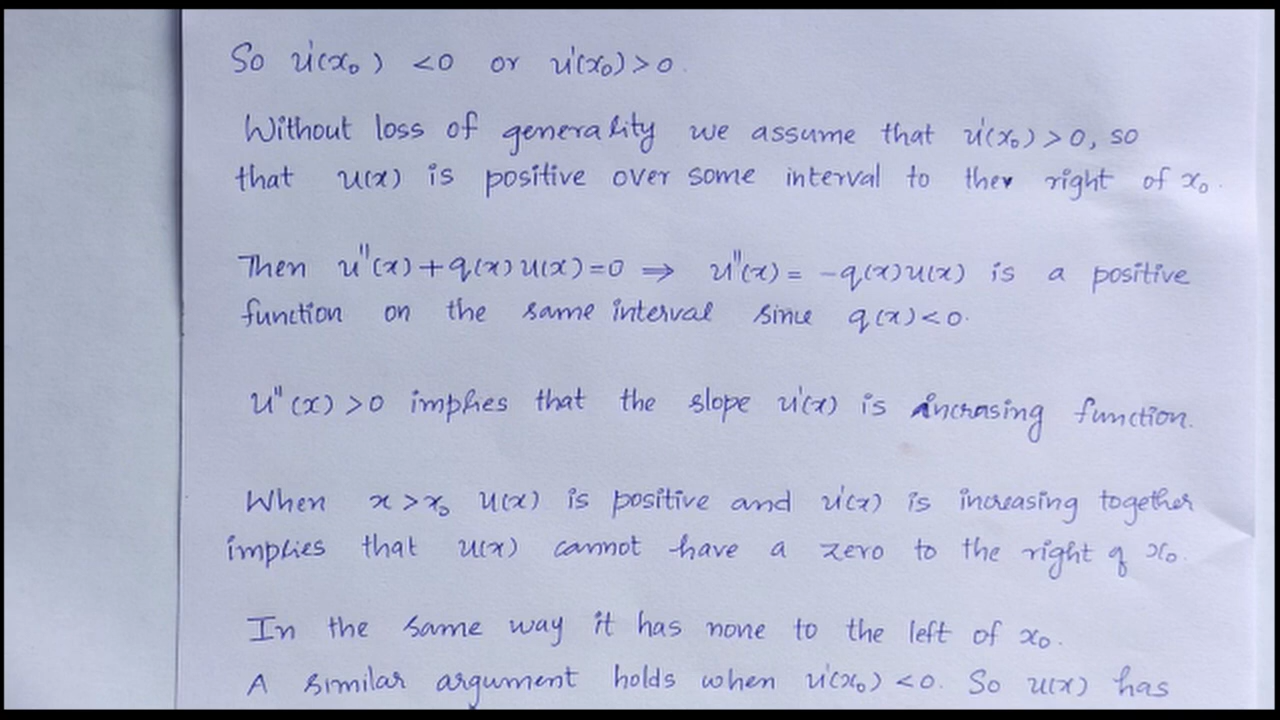 So u'(x₀) <0 or u'(x₀)>0.
Without loss of generality we assume that u'(x₀)>0, so
that u(x) is positive over some interval to the right of x₀.
Then u''(x)+q(x)u(x)=0 ⇒ u''(x)= -q(x)u(x) is a positive
function on the same interval since q(x)<0.
u''(x)>0 implies that the slope u'(x) is incrasing function.
When x>x₀ u(x) is positive and u'(x) is increasing together
implies that u(x) cannot have a zero to the right of x₀.
In the same way it has none to the left of x₀.
A similar argument holds when u'(x₀)<0. So u(x) has